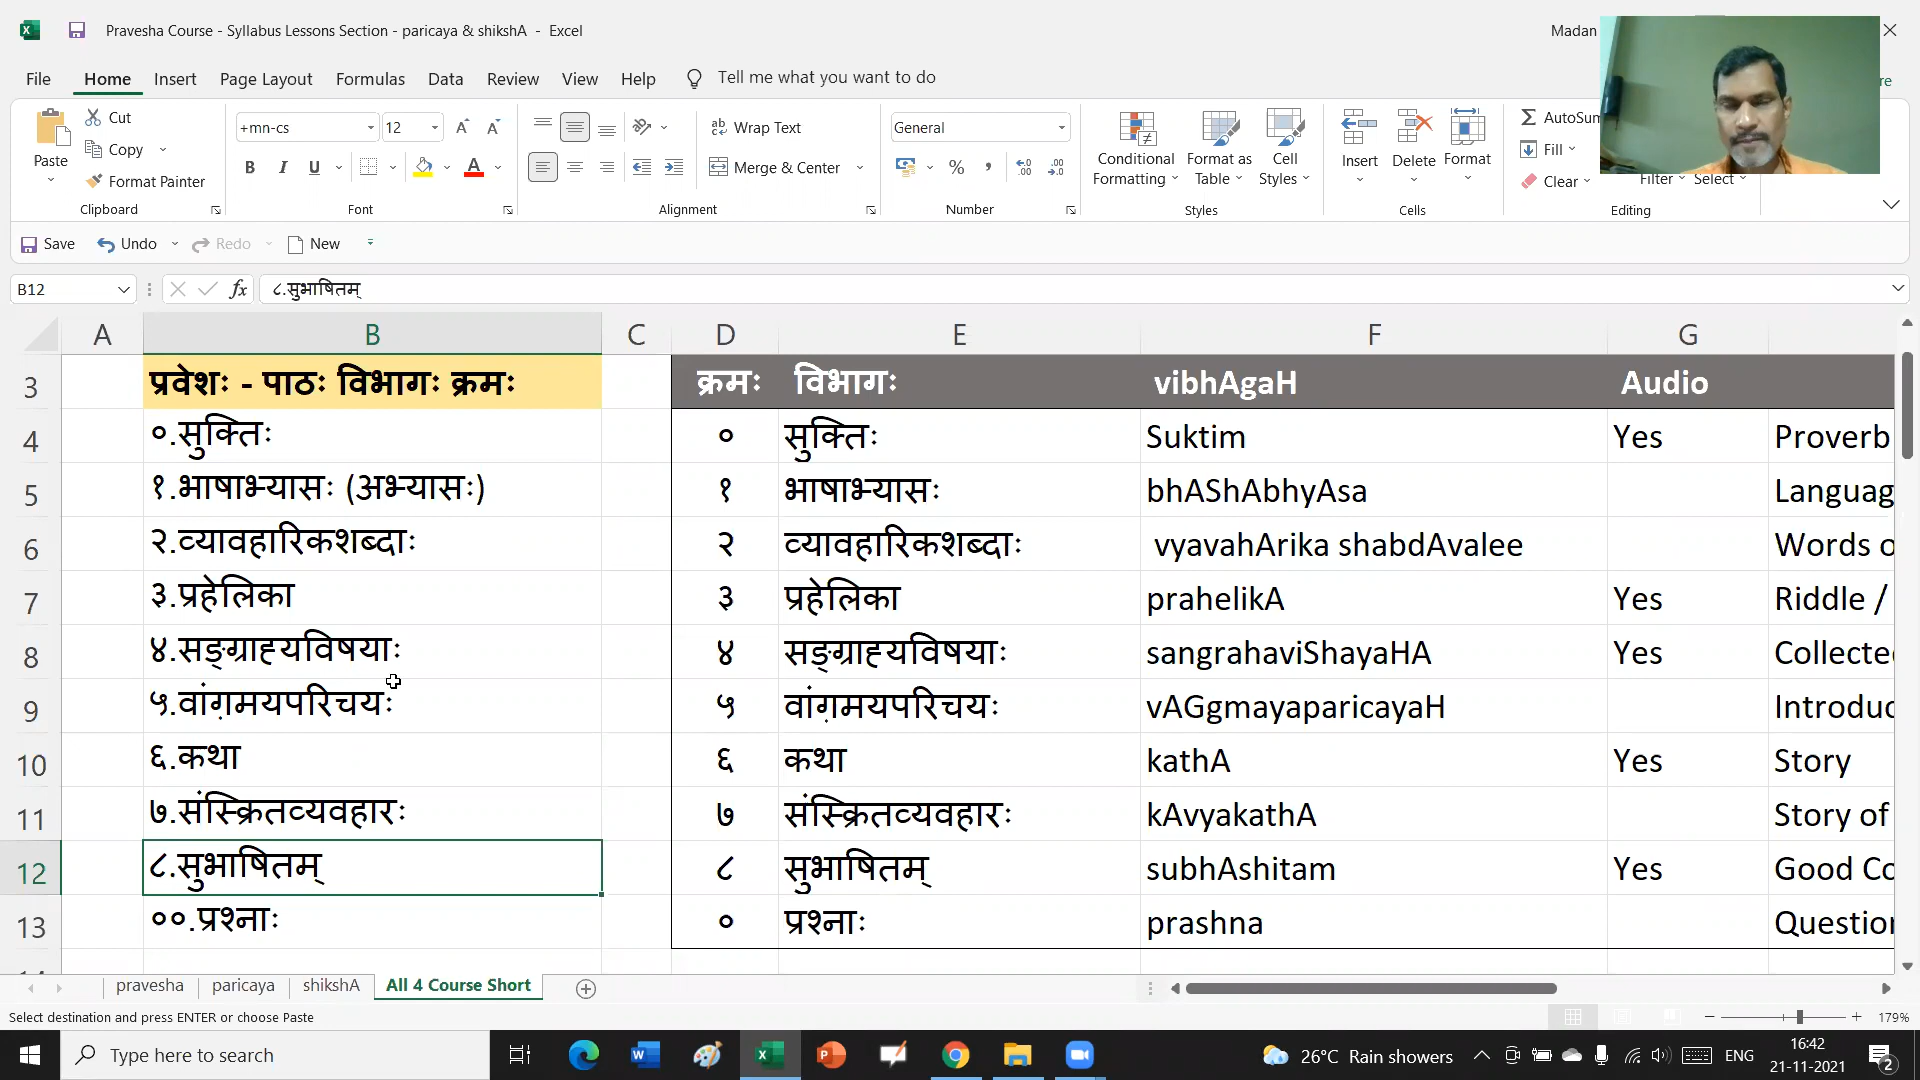 Pravesha Course - Syllabus Lessons Section - paricaya & shikshA - Excel
Madan
File Home Insert Page Layout Formulas Data Review View Help Tell me what you want to do
Paste Cut Copy Format Painter Clipboard
+mn-cs 12 B I U A Font
Wrap Text Merge & Center Alignment
General % Number
Conditional Formatting Format as Table Cell Styles Styles
Insert Delete Format Cells
AutoSum Fill Clear Filter Select Editing
Save Undo Redo New
B12 fx ८.सुभाषितम्
A B C D E F G
3 प्रवेशः - पाठः विभागः क्रमः क्रमः विभागः vibhAgaH Audio
4 ०.सुक्तिः ० सुक्तिः Suktim Yes Proverb
5 १.भाषाभ्यासः (अभ्यासः) १ भाषाभ्यासः bhAShAbhyAsa Languag
6 २.व्यावहारिकशब्दाः २ व्यावहारिकशब्दाः vyavahArika shabdAvalee Words o
7 ३.प्रहेलिका ३ प्रहेलिका prahelikA Yes Riddle /
8 ४.सङ्ग्राह्यविषयाः ४ सङ्ग्राह्यविषयाः sangrahaviShayaHA Yes Collecte
9 ५.वांग़मयपरिचयः ५ वांग़मयपरिचयः vAGgmayaparicayaH Introduc
10 ६.कथा ६ कथा kathA Yes Story
11 ७.संस्क्रितव्यवहारः ७ संस्क्रितव्यवहारः kAvyakathA Story of
12 ८.सुभाषितम् ८ सुभाषितम् subhAshitam Yes Good Co
13 ००.प्रश्नाः ० प्रश्नाः prashna Question
pravesha paricaya shikshA All 4 Course Short
Select destination and press ENTER or choose Paste 179%
Type here to search 26°C Rain showers ENG 16:42
21-11-2021 2